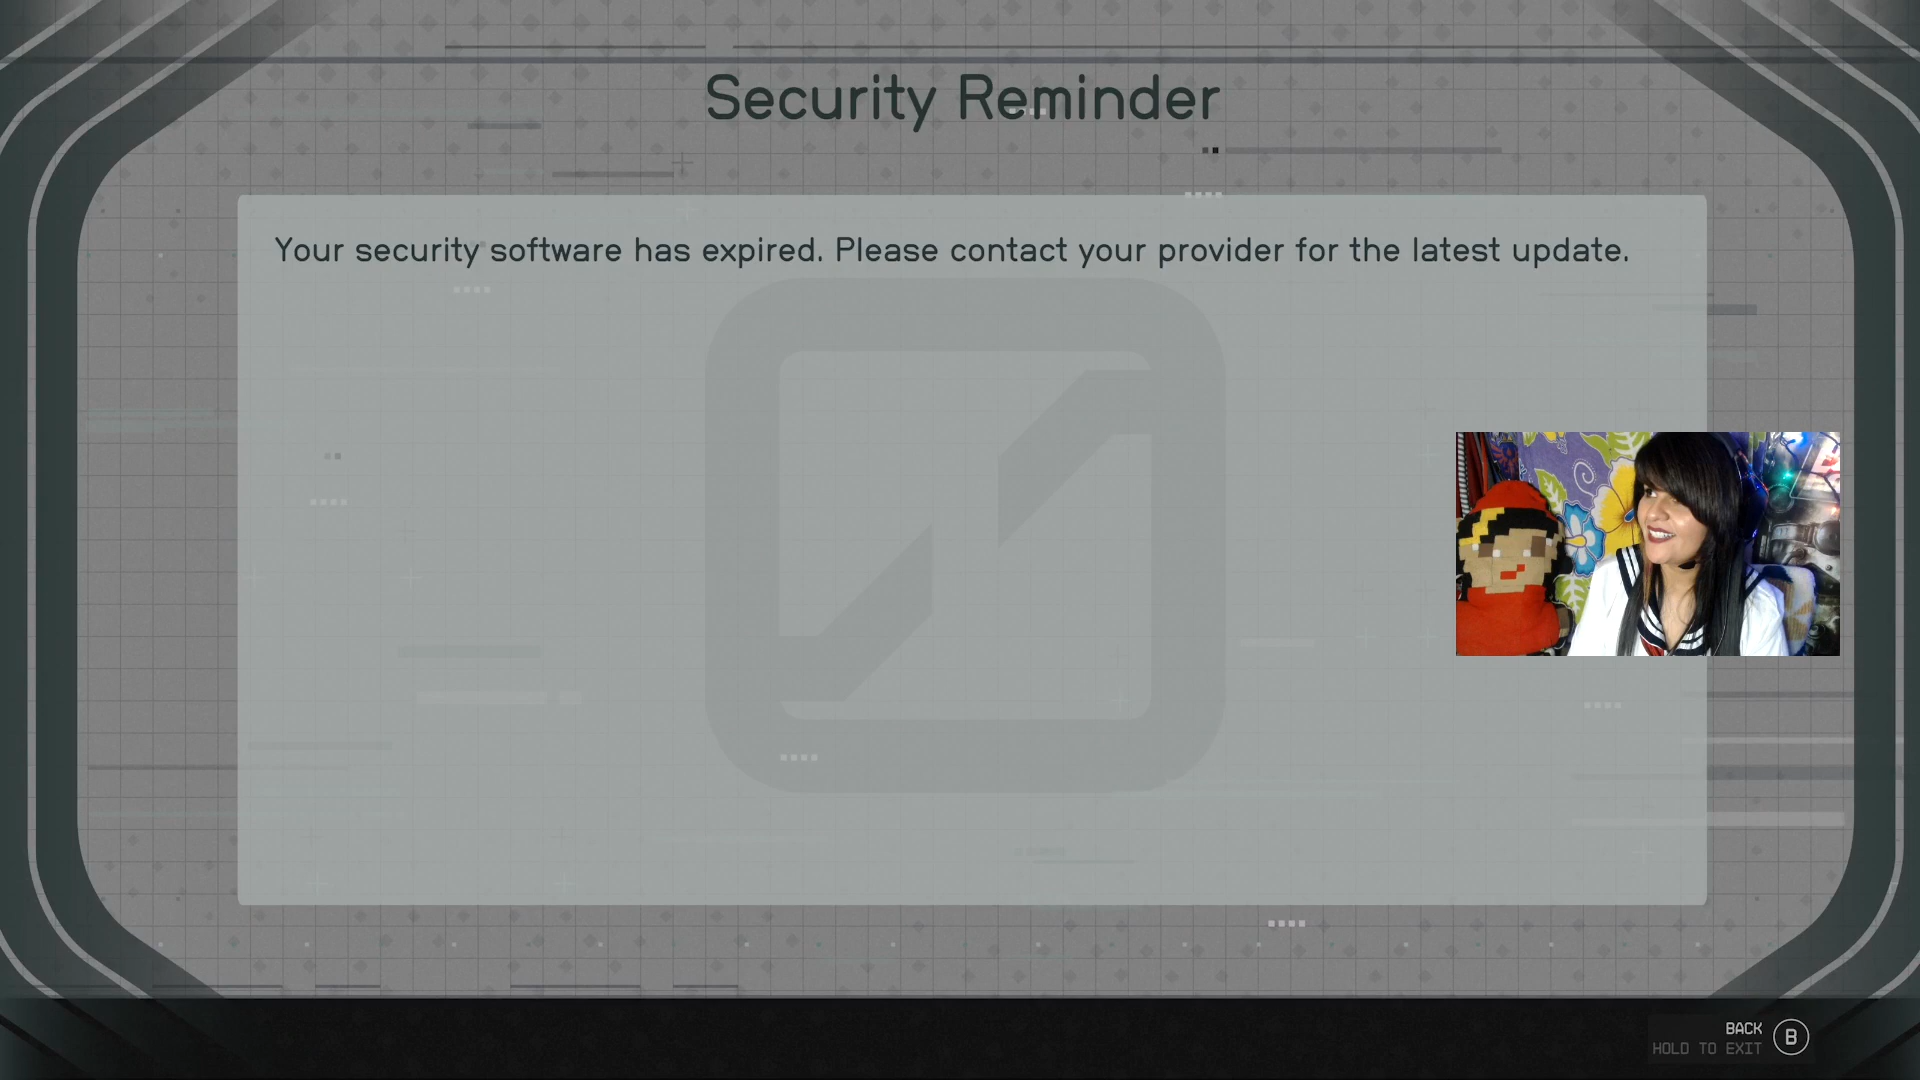 Security Reminder
Your security software has expired. Please contact your provider for the latest update.
BACK
HOLD TO EXIT
B